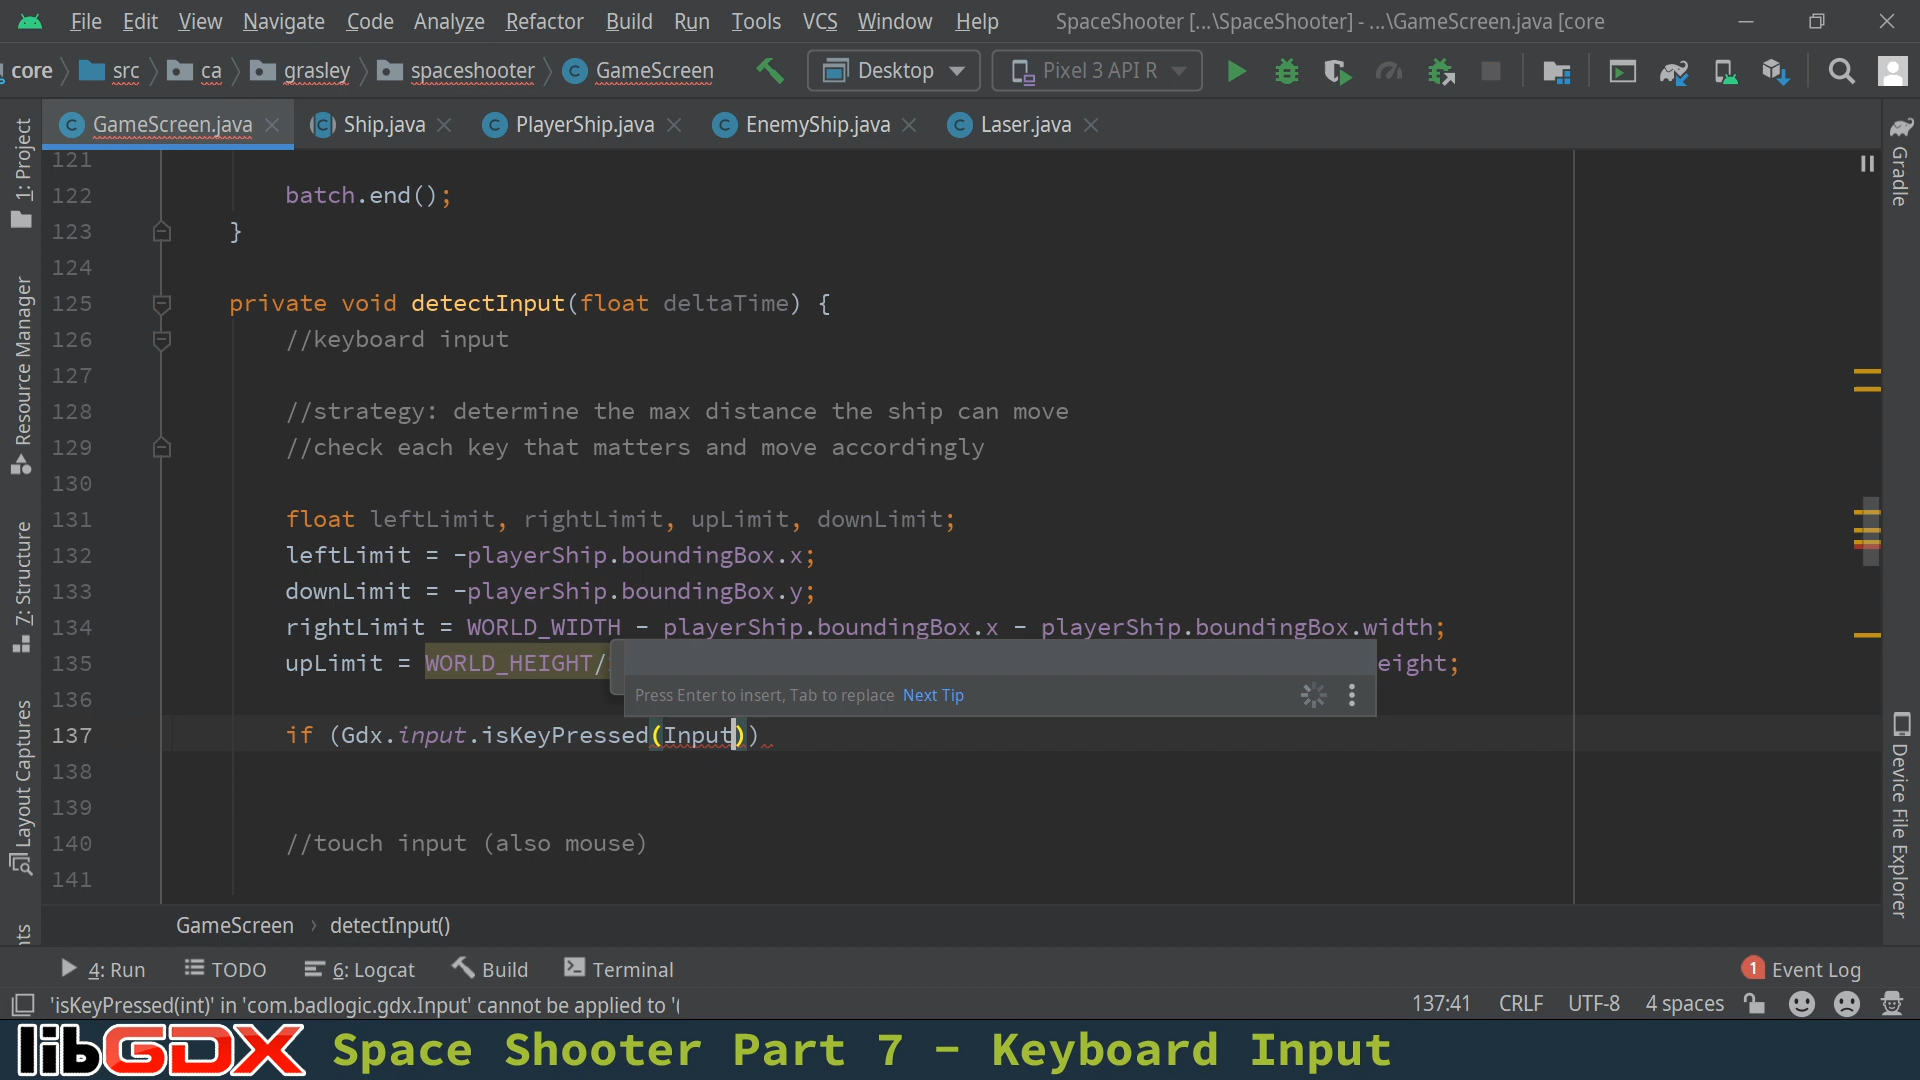 File Edit View Navigate Code Analyze Refactor Build Run Tools VCS Window Help SpaceShooter [...\SpaceShooter] - ...\GameScreen.java [core
core src ca grasley spaceshooter GameScreen Desktop Pixel 3 API R
GameScreen.java Ship.java PlayerShip.java EnemyShip.java Laser.java
1: Project
Resource Manager
Z: Structure
Layout Captures
121
122 batch.end();
123 }
124
125 private void detectInput(float deltaTime) {
126 //keyboard input
127
128 //strategy: determine the max distance the ship can move
129 //check each key that matters and move accordingly
130
131 float leftLimit, rightLimit, upLimit, downLimit;
132 leftLimit = -playerShip.boundingBox.x;
133 downLimit = -playerShip.boundingBox.y;
134 rightLimit = WORLD_WIDTH - playerShip.boundingBox.x - playerShip.boundingBox.width;
135 upLimit = WORLD_HEIGHT/ eight;
Press Enter to insert, Tab to replace Next Tip
136
137 if (Gdx.input.isKeyPressed(Input))
138
139
140 //touch input (also mouse)
141
Gradle
Device File Explorer
GameScreen › detectInput()
4: Run TODO 6: Logcat Build Terminal 1 Event Log
'isKeyPressed(int)' in 'com.badlogic.gdx.Input' cannot be applied to '( 137:41 CRLF UTF-8 4 spaces
libGDX Space Shooter Part 7 - Keyboard Input